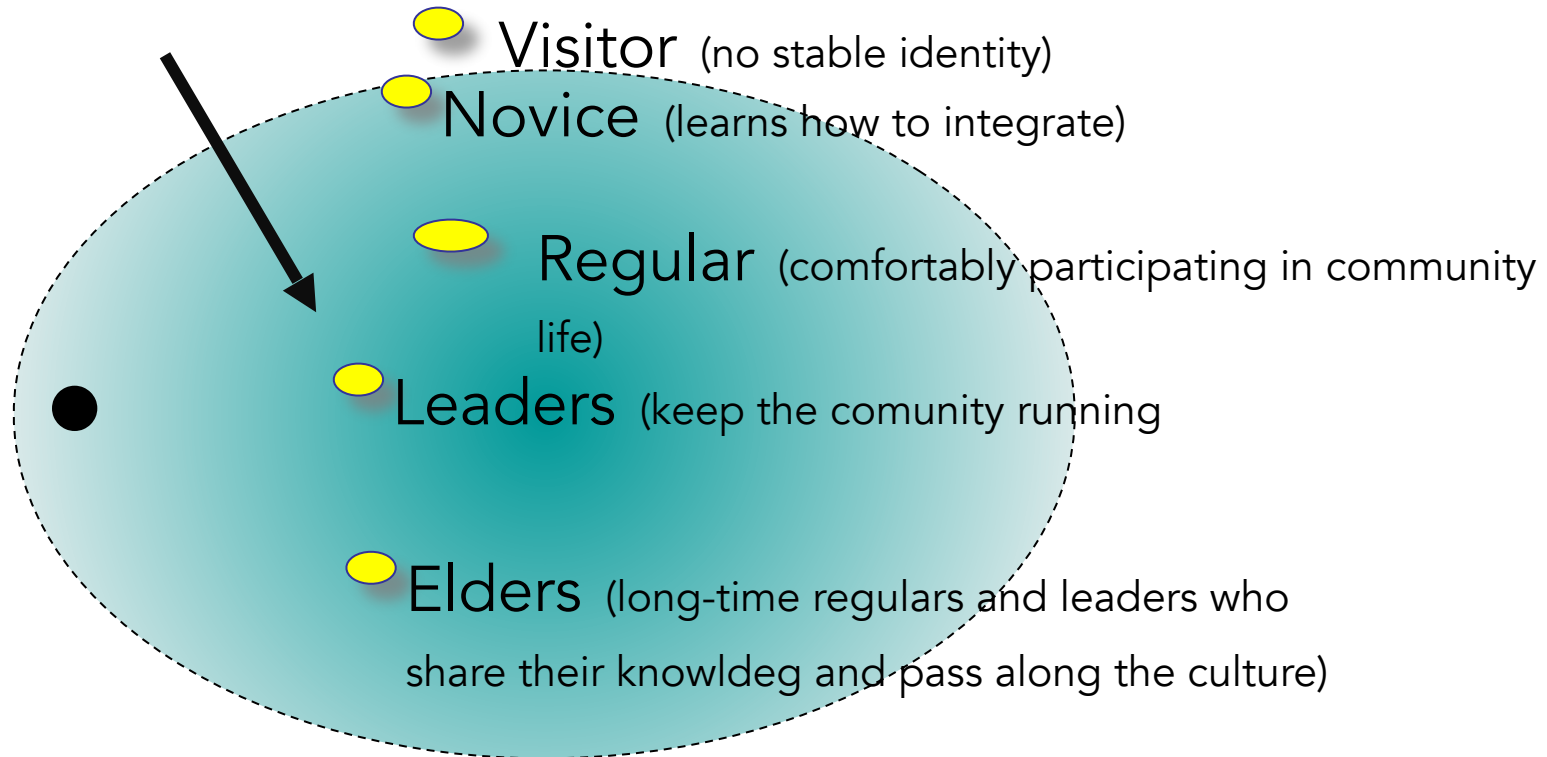 Visitor (no stable identity)
Novice (learns how to integrate)
Regular (comfortably participating in community
life)
Leaders (keep the comunity running
Elders (long-time regulars and leaders who
share their knowldeg and pass along the culture)